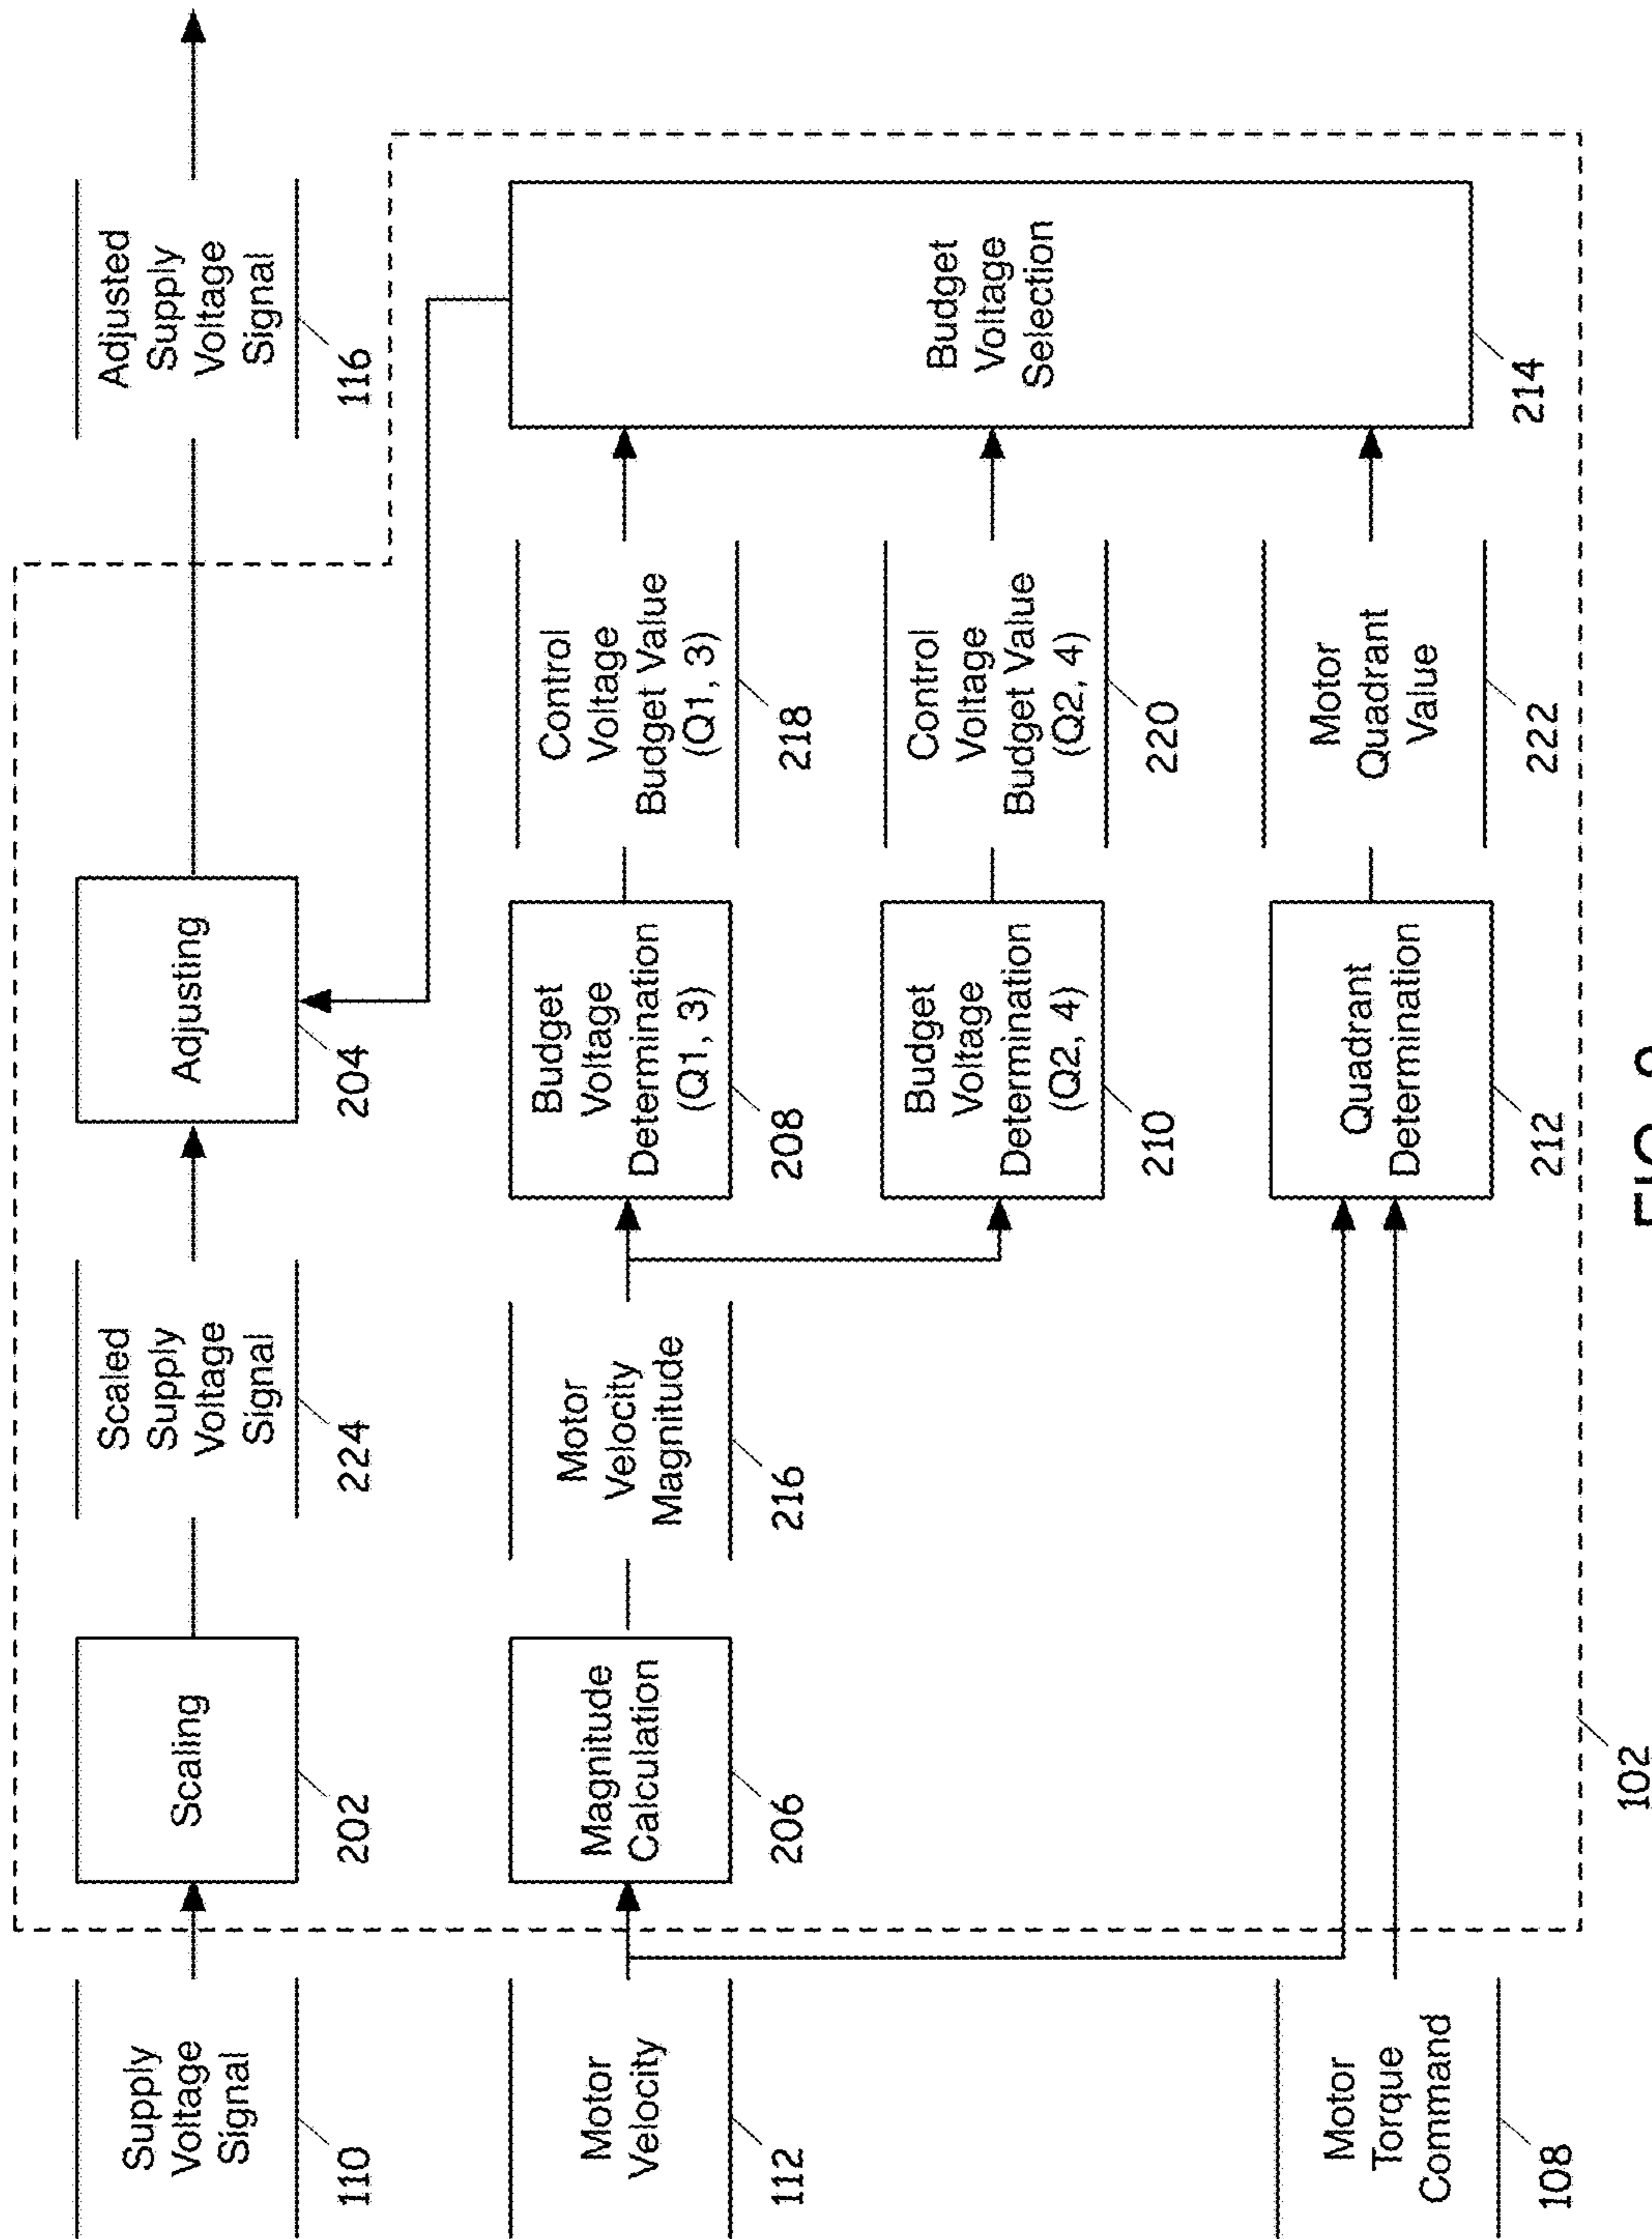 Supply
Voltage
Signal
110
Scaling
202
Scaled
Supply
Voltage
Signal
224
Adjusting
204
Adjusted
Supply
Voltage
Signal
116
Motor
Velocity
112
Magnitude
Calculation
206
Motor
Velocity
Magnitude
216
Budget
Voltage
Determination
(Q1, 3)
208
Control
Voltage
Budget Value
(Q1, 3)
218
Budget
Voltage
Determination
(Q2, 4)
210
Control
Voltage
Budget Value
(Q2, 4)
220
Budget
Voltage
Selection
214
Motor
Torque
Command
108
Quadrant
Determination
212
Motor
Quadrant
Value
222
102
FIG.